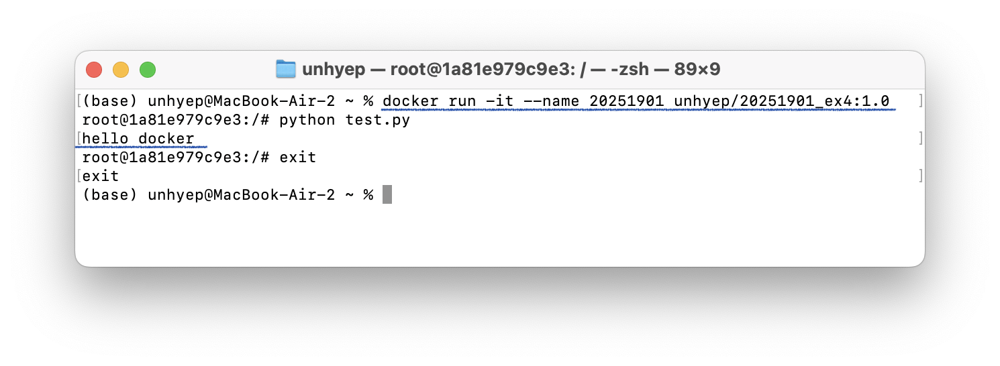 unhyep — root@1a81e979c9e3: / — -zsh — 89×9
[(base) unhyep@MacBook-Air-2 ~ % docker run -it --name 20251901 unhyep/20251901_ex4:1.0 ]
root@1a81e979c9e3:/# python test.py
[hello docker ]
root@1a81e979c9e3:/# exit
[exit ]
(base) unhyep@MacBook-Air-2 ~ %